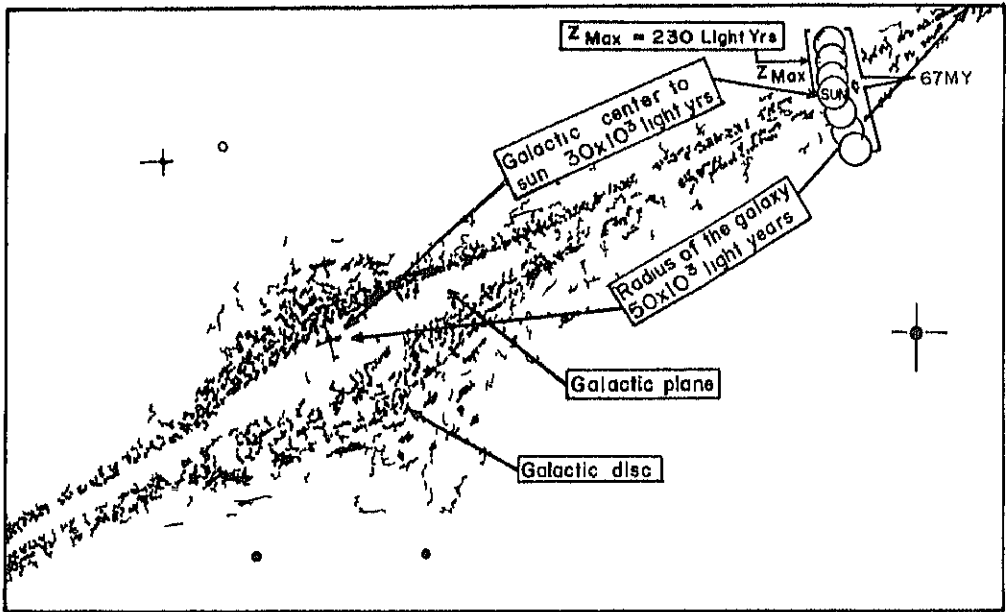 Z Max = 230 Light Yrs
Z Max
SUN
67MY
Galactic center to
sun 30x10³ light yrs
Radius of the galaxy
50x10³ light years
Galactic plane
Galactic disc